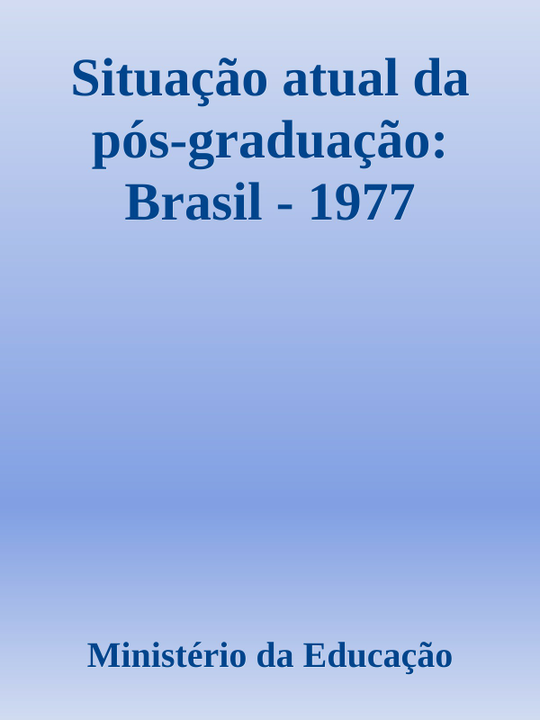 Situação atual da
pós-graduação:
Brasil - 1977
Ministério da Educação